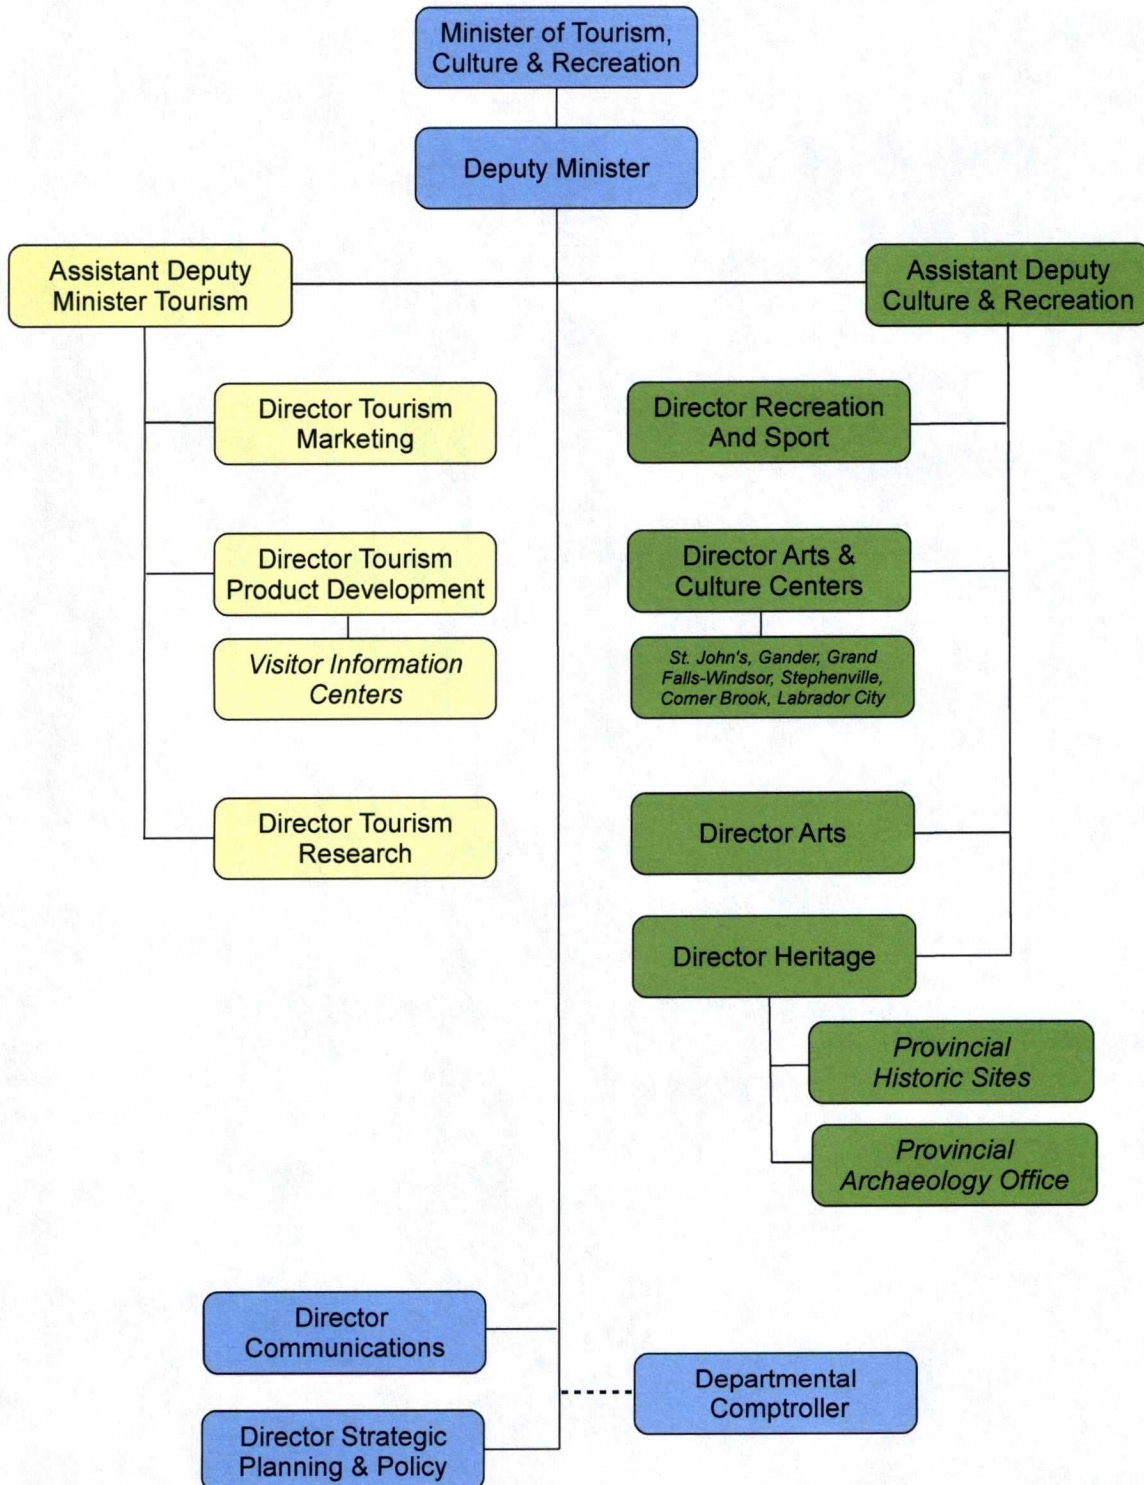 Minister of Tourism,
Culture & Recreation
Deputy Minister
Assistant Deputy
Minister Tourism
Assistant Deputy
Culture & Recreation
Director Tourism
Marketing
Director Recreation
And Sport
Director Tourism
Product Development
Visitor Information
Centers
Director Arts &
Culture Centers
St. John's, Gander, Grand
Falls-Windsor, Stephenville,
Corner Brook, Labrador City
Director Tourism
Research
Director Arts
Director Heritage
Provincial
Historic Sites
Provincial
Archaeology Office
Director
Communications
Departmental
Comptroller
Director Strategic
Planning & Policy